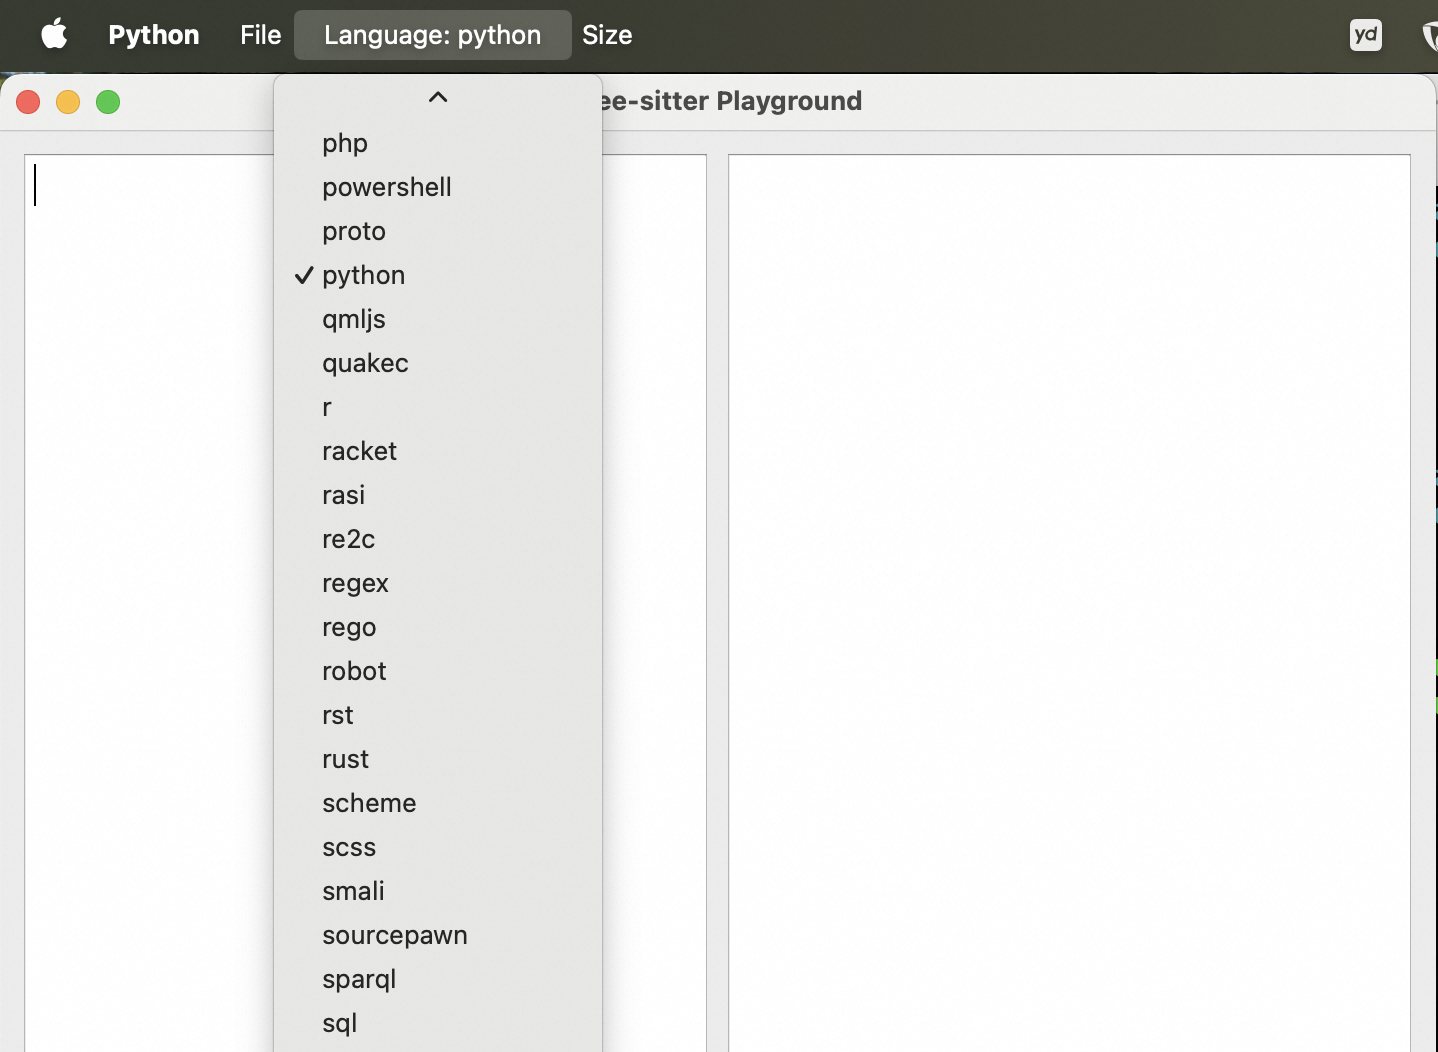 Python File Language: python Size yd
ee-sitter Playground
php
powershell
proto
✓ python
qmljs
quakec
r
racket
rasi
re2c
regex
rego
robot
rst
rust
scheme
scss
smali
sourcepawn
sparql
sql